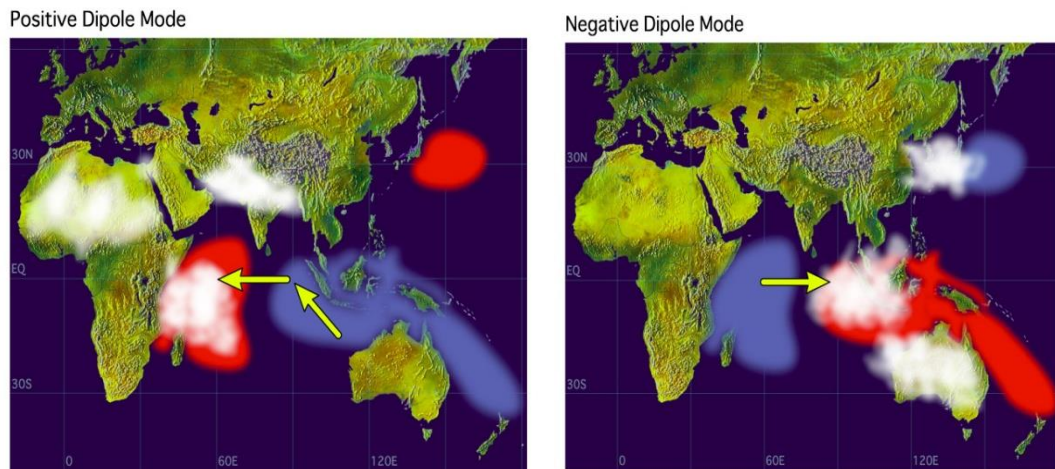 Positive Dipole Mode
30N
EQ
30S
0 60E 120E
Negative Dipole Mode
30N
EQ
30S
0 60E 120E